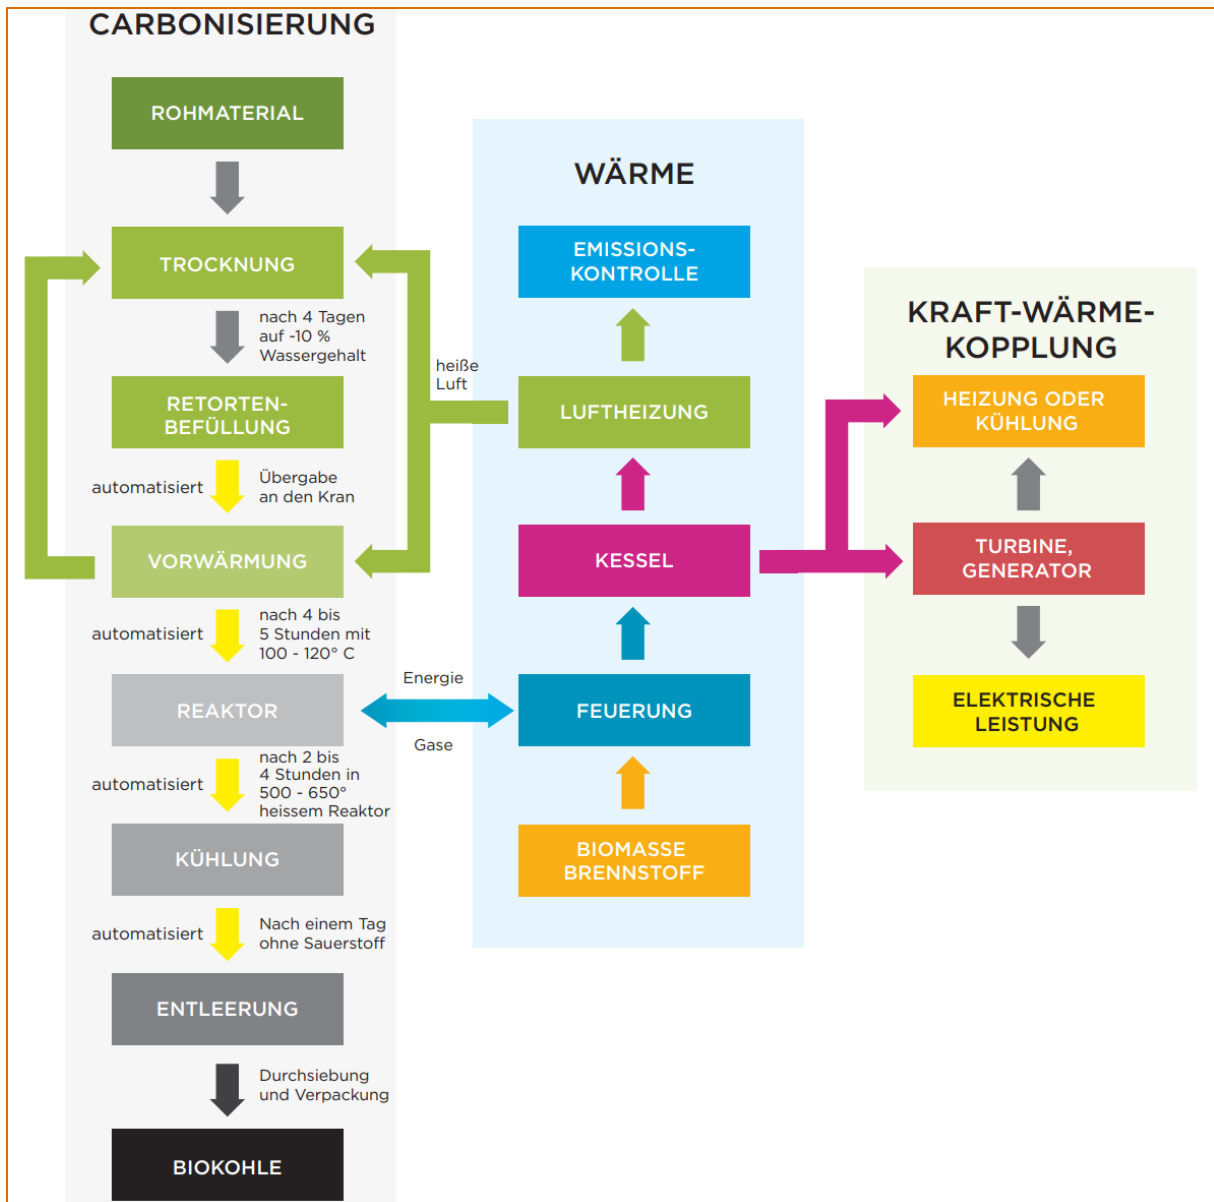 CARBONISIERUNG
ROHMATERIAL
TROCKNUNG
nach 4 Tagen
auf -10 %
Wassergehalt
RETORTEN-
BEFÜLLUNG
automatisiert
Übergabe
an den Kran
VORWÄRMUNG
automatisiert
nach 4 bis
5 Stunden mit
100 - 120° C
REAKTOR
automatisiert
nach 2 bis
4 Stunden in
500 - 650°
heissem Reaktor
KÜHLUNG
automatisiert
Nach einem Tag
ohne Sauerstoff
ENTLEERUNG
Durchsiebung
und Verpackung
BIOKOHLE
heiße
Luft
Energie
Gase
WÄRME
EMISSIONS-
KONTROLLE
LUFTHEIZUNG
KESSEL
FEUERUNG
BIOMASSE
BRENNSTOFF
KRAFT-WÄRME-
KOPPLUNG
HEIZUNG ODER
KÜHLUNG
TURBINE,
GENERATOR
ELEKTRISCHE
LEISTUNG